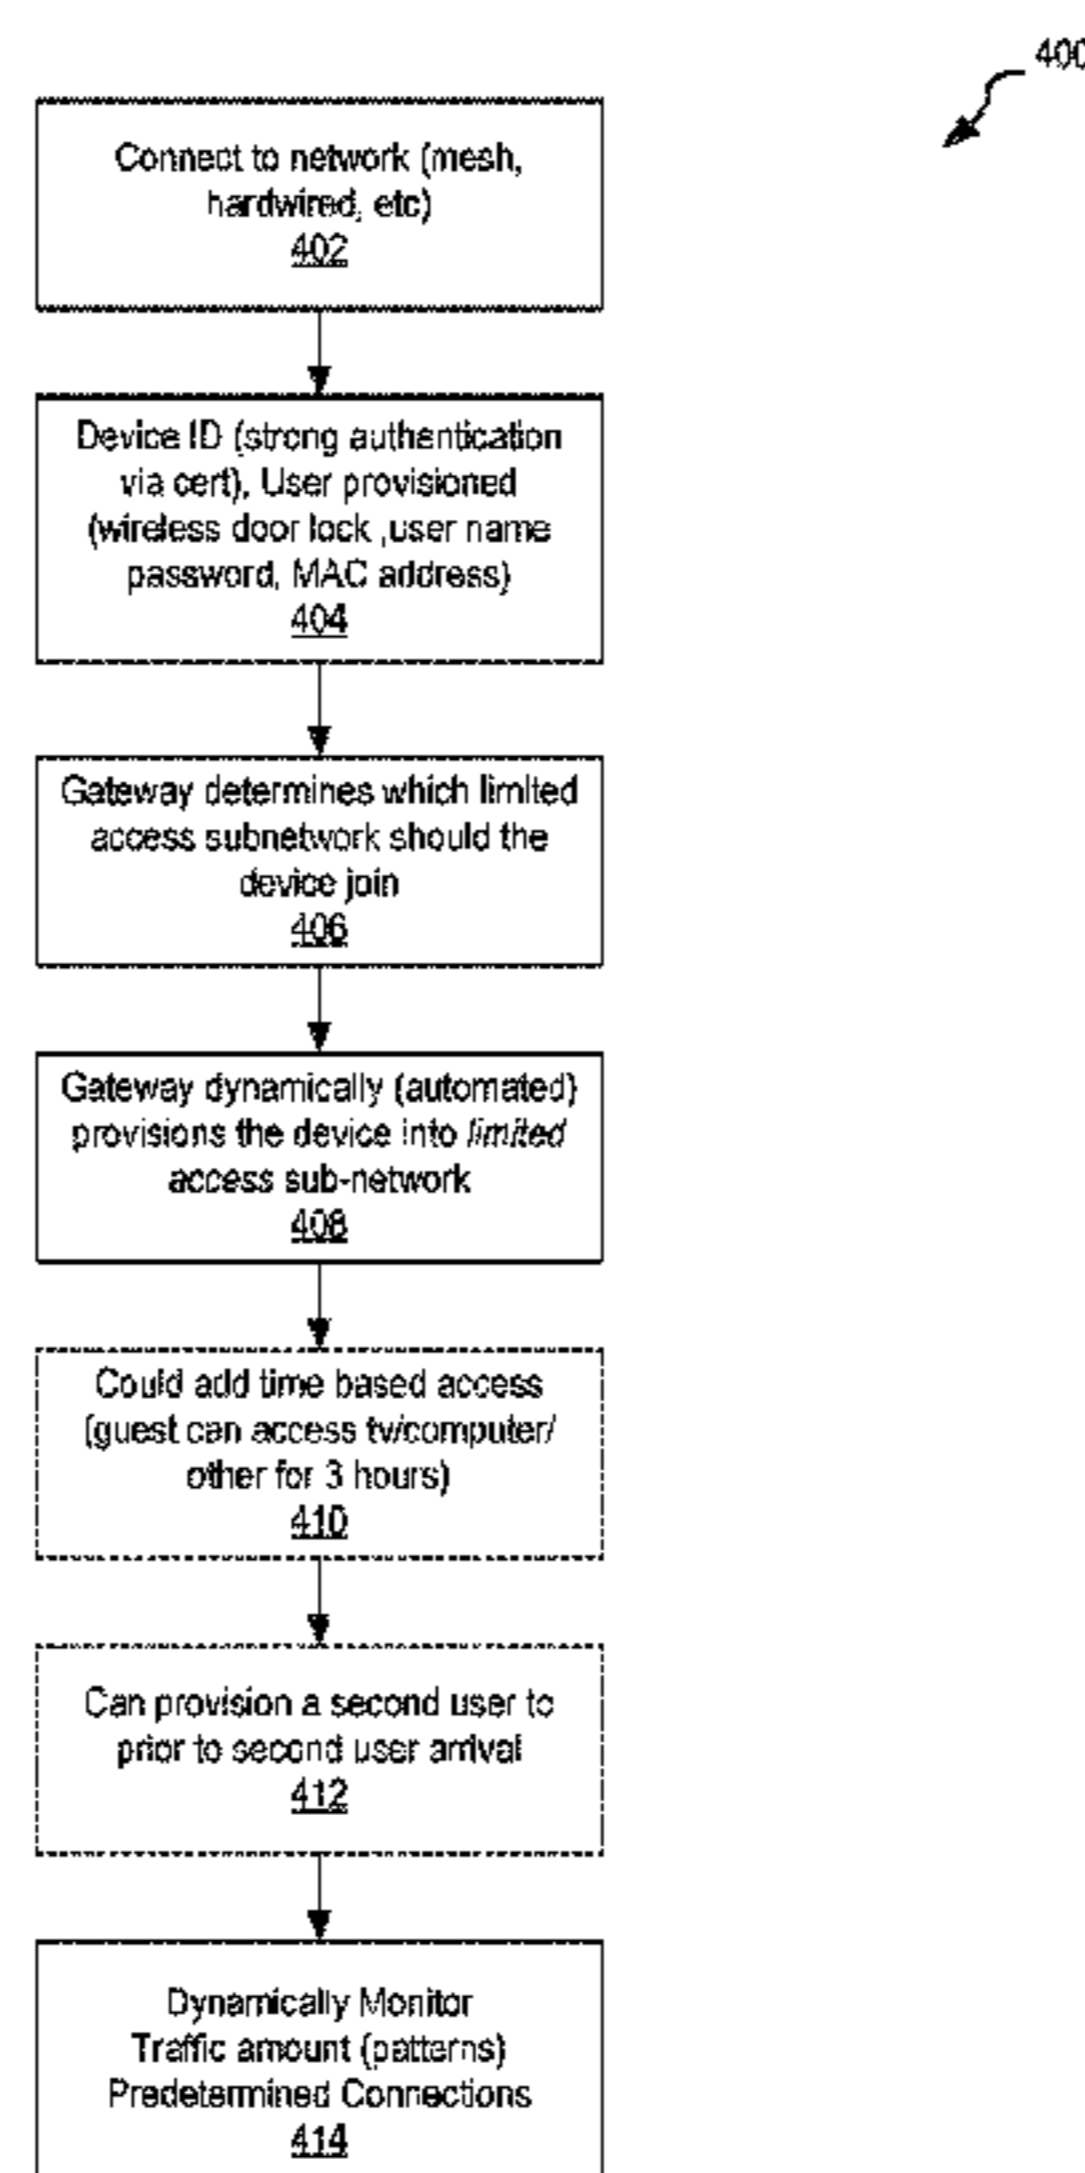 400
Connect to network (mesh,
hardwired, etc)
402
Device ID (strong authentication
via cert), User provisioned
(wireless door lock ,user name
password, MAC address)
404
Gateway determines which limited
access subnetwork should the
device join
406
Gateway dynamically (automated)
provisions the device into limited
access sub-network
408
Could add time based access
(guest can access tv/computer/
other for 3 hours)
410
Can provision a second user to
prior to second user arrival
412
Dynamically Monitor
Traffic amount (patterns)
Predetermined Connections
414